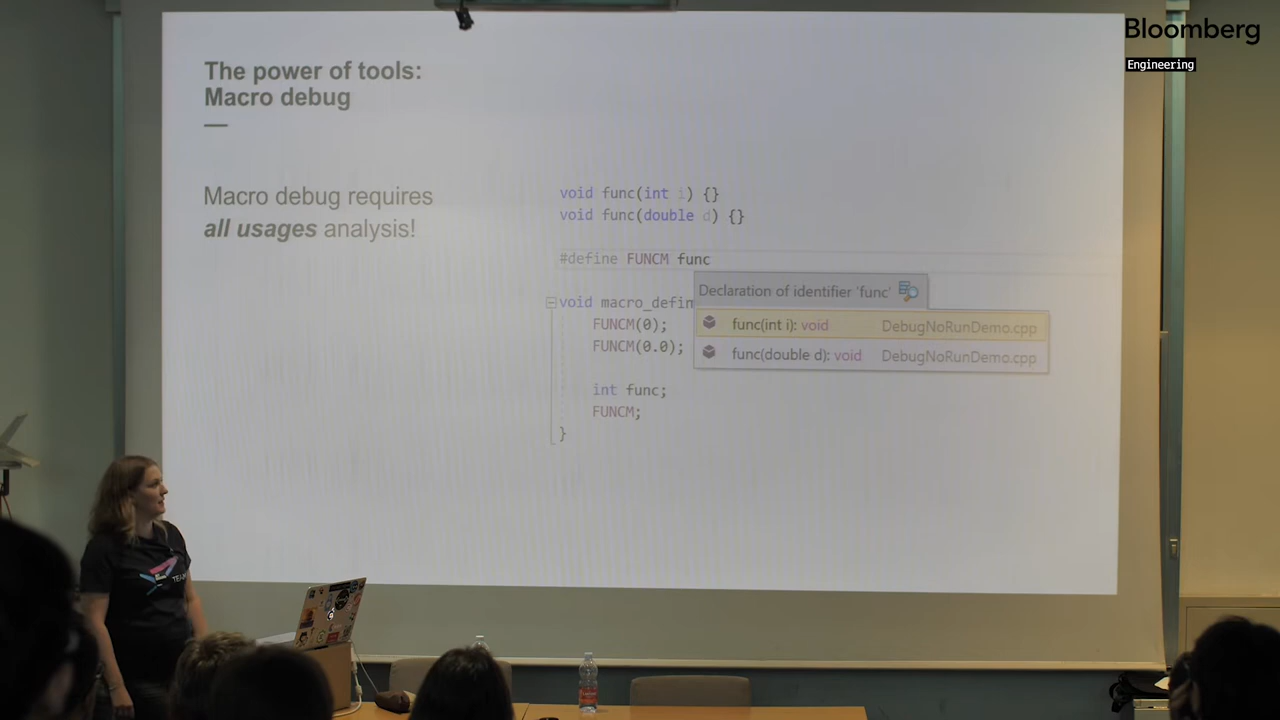 Bloomberg
Engineering
The power of tools:
Macro debug
Macro debug requires
all usages analysis!
void func(int i) {}
void func(double d) {}
#define FUNCM func
Declaration of identifier 'func'
void macro_defin
func(int i): void DebugNoRunDemo.cpp
FUNCM(0);
FUNCM(0.0);
func(double d): void DebugNoRunDemo.cpp
int func;
FUNCM;
}
TEAM